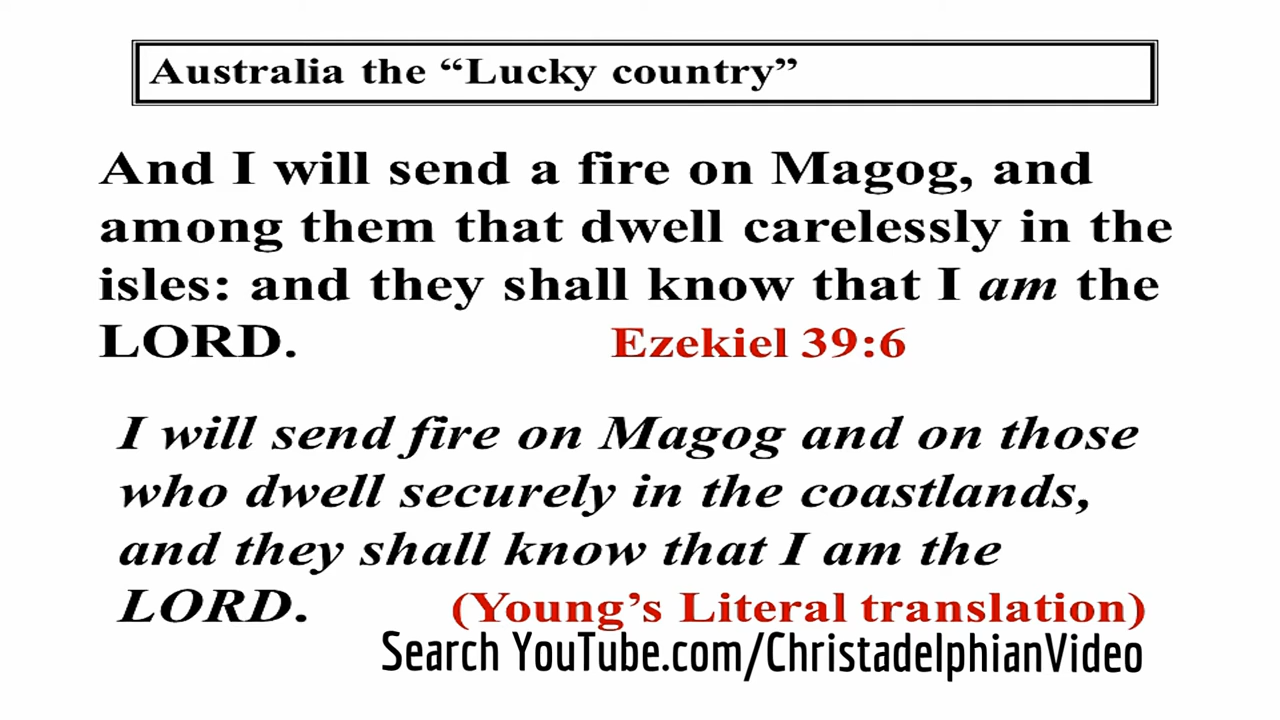 Australia the “Lucky country”
And I will send a fire on Magog, and
among them that dwell carelessly in the
isles: and they shall know that I am the
LORD. Ezekiel 39:6
I will send fire on Magog and on those
who dwell securely in the coastlands,
and they shall know that I am the
LORD. (Young’s Literal translation)
Search YouTube.com/ChristadelphianVideo